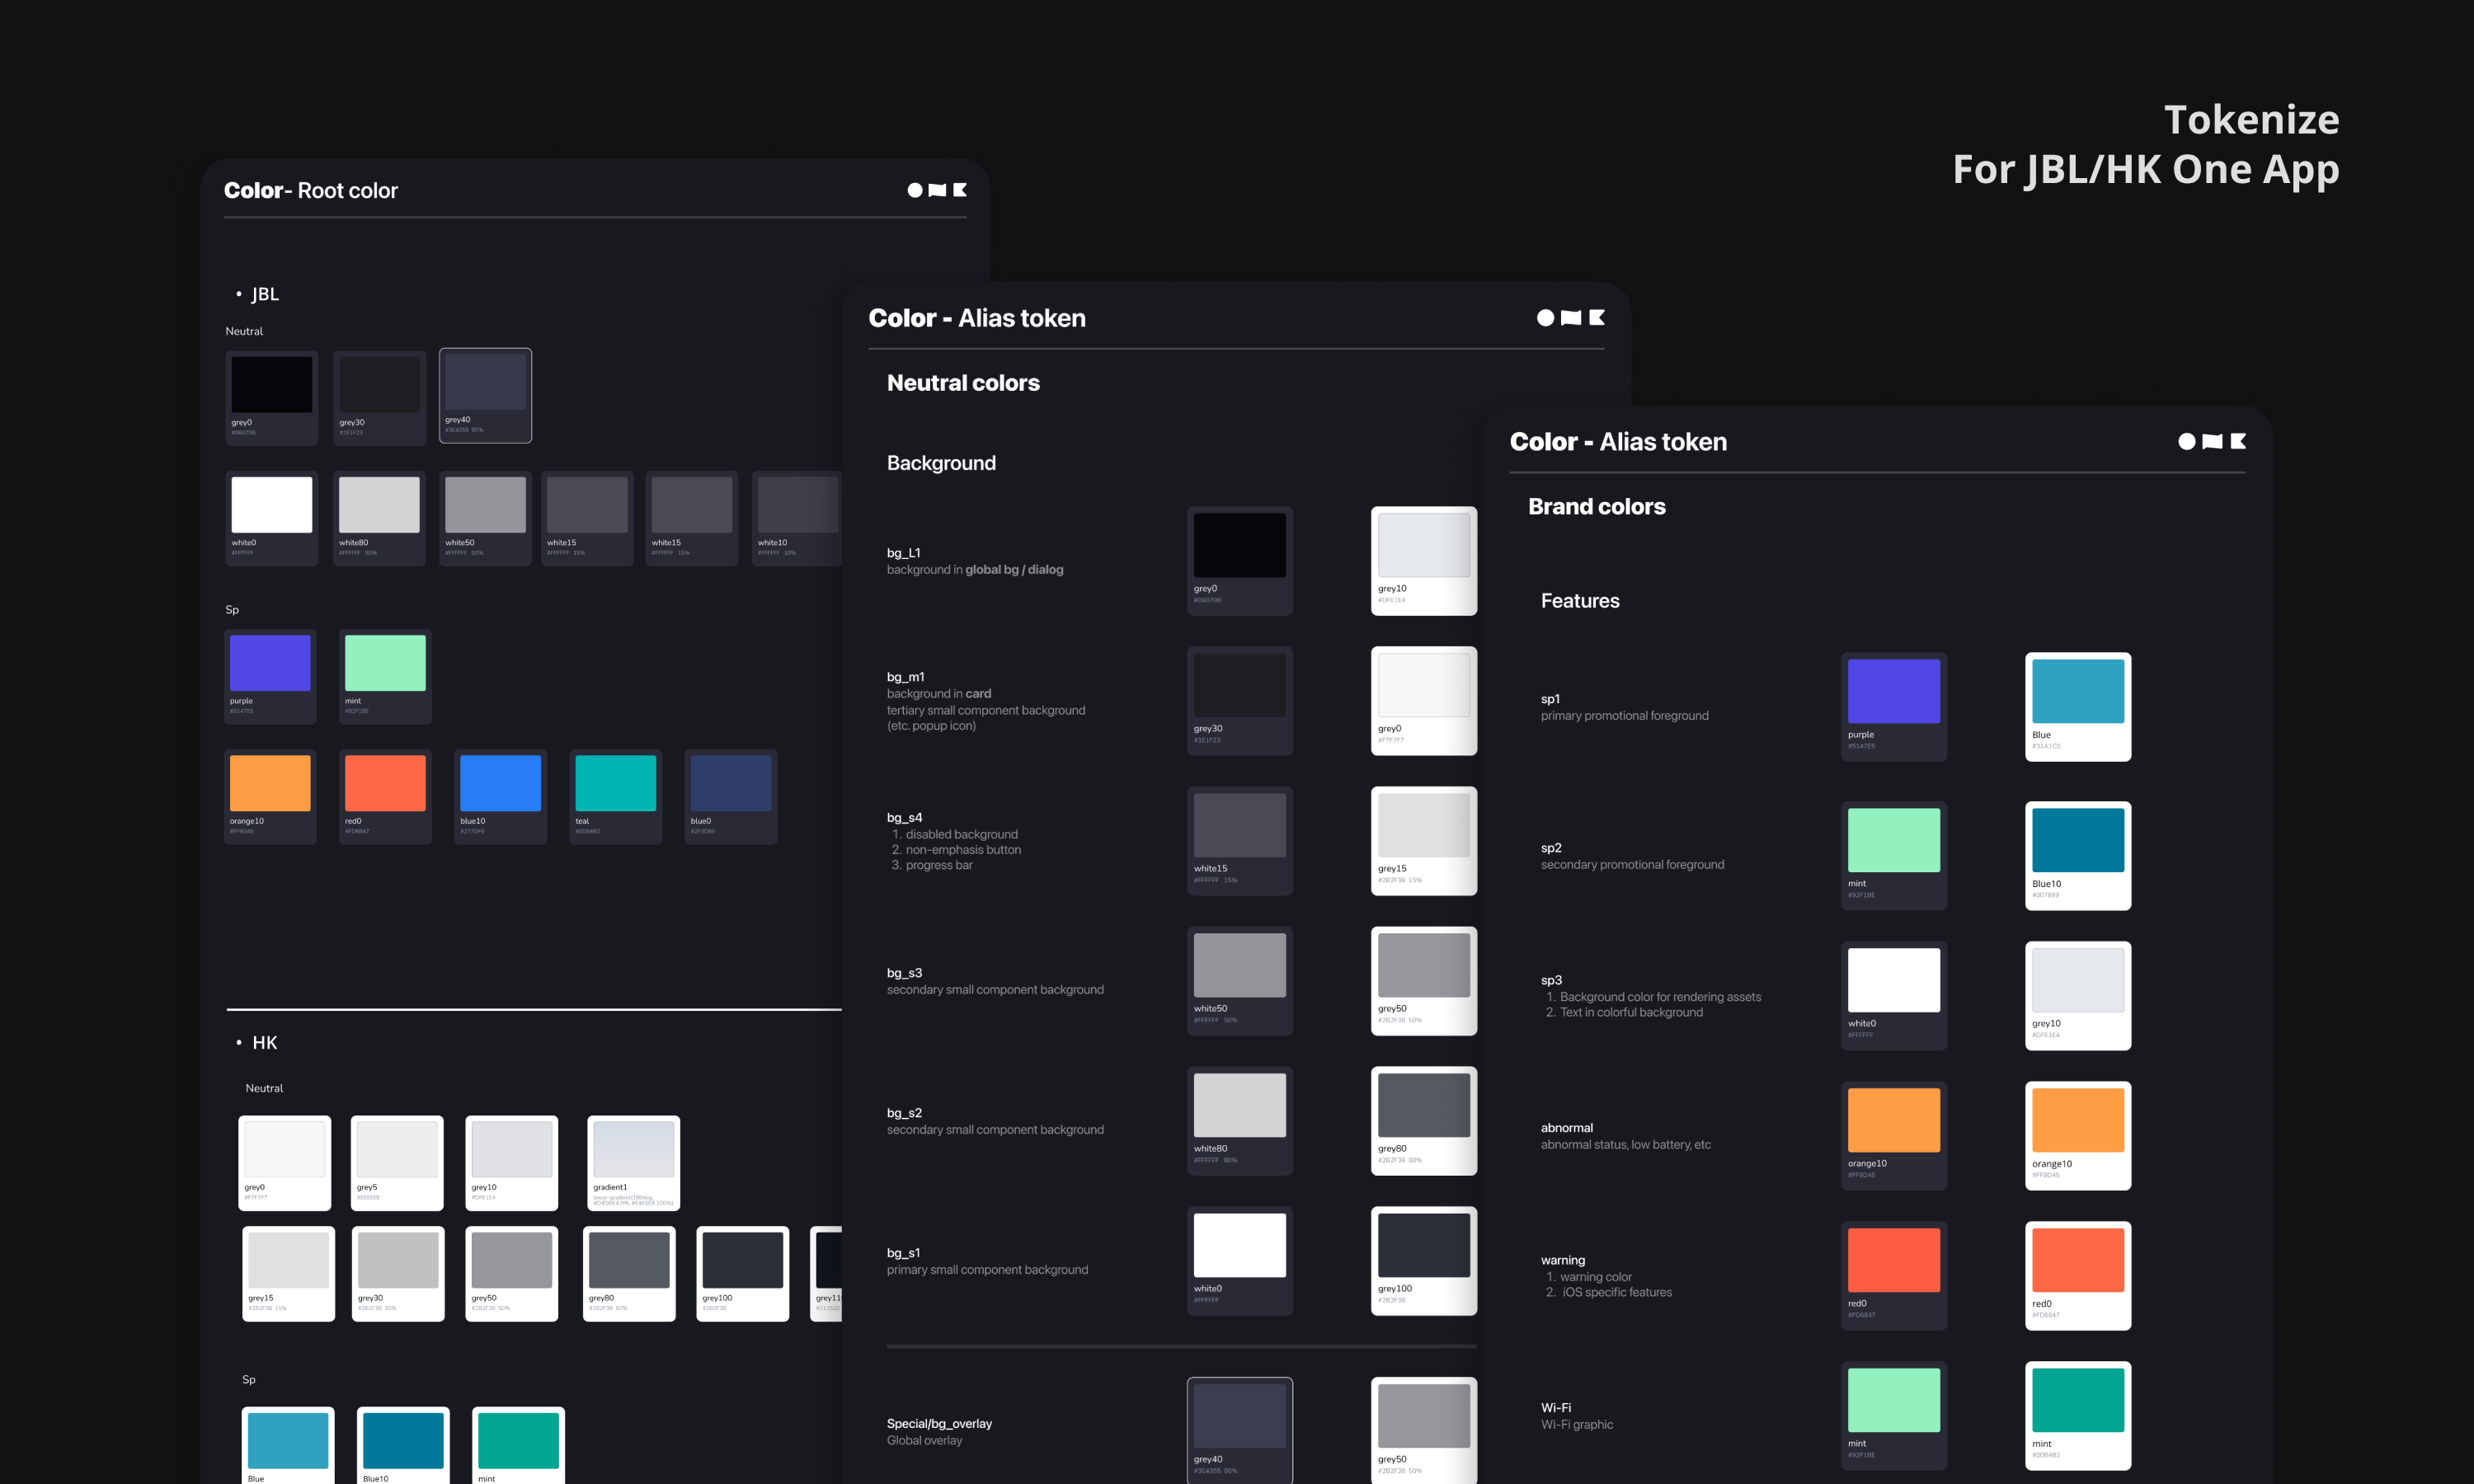 Tokenize
For JBL/HK One App
Color- Root color
• JBL
Neutral
grey0
#06070B
grey30
#1E1F23
grey40
#3E4355 80%
white0
#FFFFFF
white80
#FFFFFF 80%
white50
#FFFFFF 50%
white15
#FFFFFF 15%
white15
#FFFFFF 15%
white10
#FFFFFF 10%
Sp
purple
#5147E5
mint
#92F1BE
orange10
#FF9D45
red0
#FD6847
blue10
#277DF6
teal
#00B4B2
blue0
#2F3D69
• HK
Neutral
grey0
#F7F7F7
grey5
#EEEEEE
grey10
#DFE1E4
gradient1
linear-gradient(180deg,
grey15
#2B2F38 15%
grey30
#2B2F38 30%
grey50
#2B2F38 50%
grey80
#2B2F38 80%
grey100
#2B2F38
Sp
Blue
Blue10
mint
Color - Alias token
Neutral colors
Background
bg_L1
background in global bg / dialog
grey0
#06070B
grey10
#DFE1E4
bg_m1
background in card
tertiary small component background
(etc. popup icon)
grey30
#1E1F23
grey0
#F7F7F7
bg_s4
1. disabled background
2. non-emphasis button
3. progress bar
white15
#FFFFFF 15%
grey15
#2B2F38 15%
bg_s3
secondary small component background
white50
#FFFFFF 50%
grey50
#2B2F38 50%
bg_s2
secondary small component background
white80
#FFFFFF 80%
grey80
#2B2F38 80%
bg_s1
primary small component background
white0
#FFFFFF
grey100
#2B2F38
Special/bg_overlay
Global overlay
grey40
#3E4355 80%
grey50
#2B2F38 50%
Color - Alias token
Brand colors
Features
sp1
primary promotional foreground
purple
#5147E5
Blue
#31A1C0
sp2
secondary promotional foreground
mint
#92F1BE
Blue10
#007899
sp3
1. Background color for rendering assets
2. Text in colorful background
white0
#FFFFFF
grey10
#DFE1E4
abnormal
abnormal status, low battery, etc
orange10
#FF9D45
orange10
#FF9D45
warning
1. warning color
2. iOS specific features
red0
#FD6847
red0
#FD6847
Wi-Fi
Wi-Fi graphic
mint
#92F1BE
mint
#00B4B2